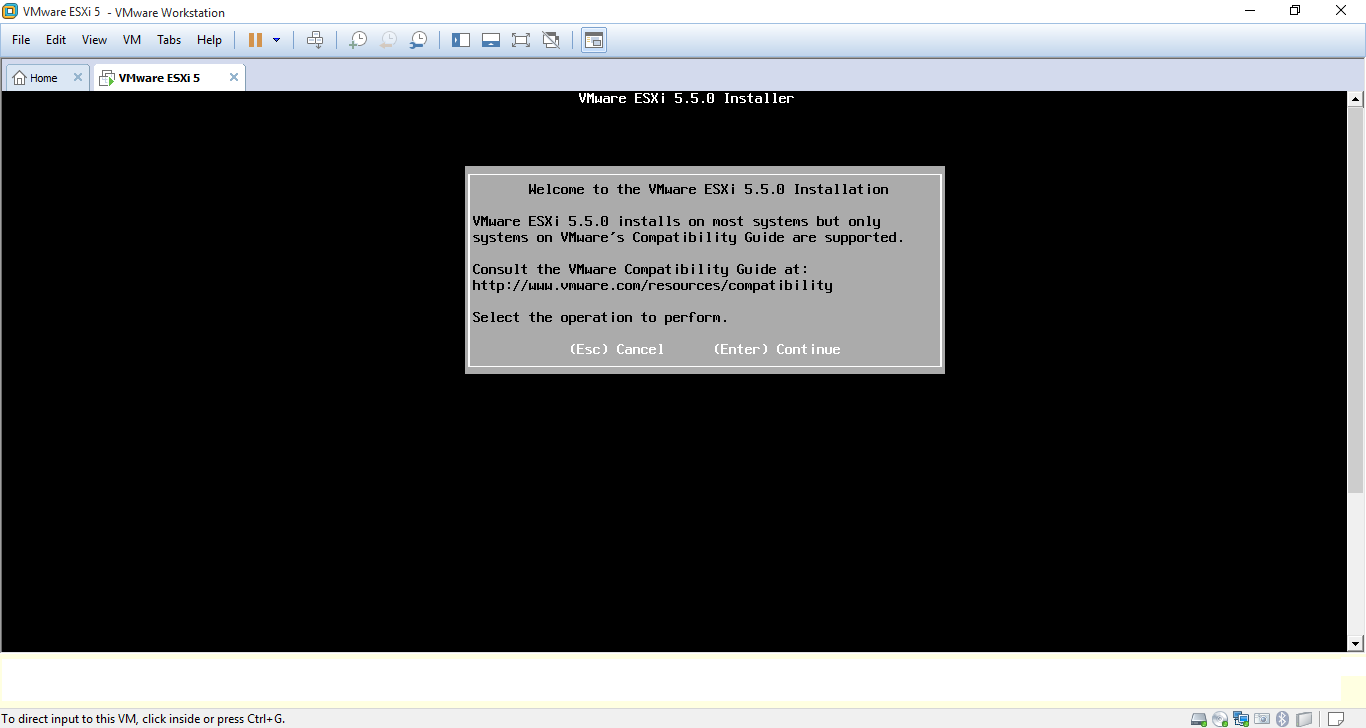 VMware ESXi 5 - VMware Workstation
File Edit View VM Tabs Help
Home VMware ESXi 5
VMware ESXi 5.5.0 Installer
Welcome to the VMware ESXi 5.5.0 Installation
VMware ESXi 5.5.0 installs on most systems but only
systems on VMware's Compatibility Guide are supported.
Consult the VMware Compatibility Guide at:
http://www.vmware.com/resources/compatibility
Select the operation to perform.
(Esc) Cancel (Enter) Continue
To direct input to this VM, click inside or press Ctrl+G.